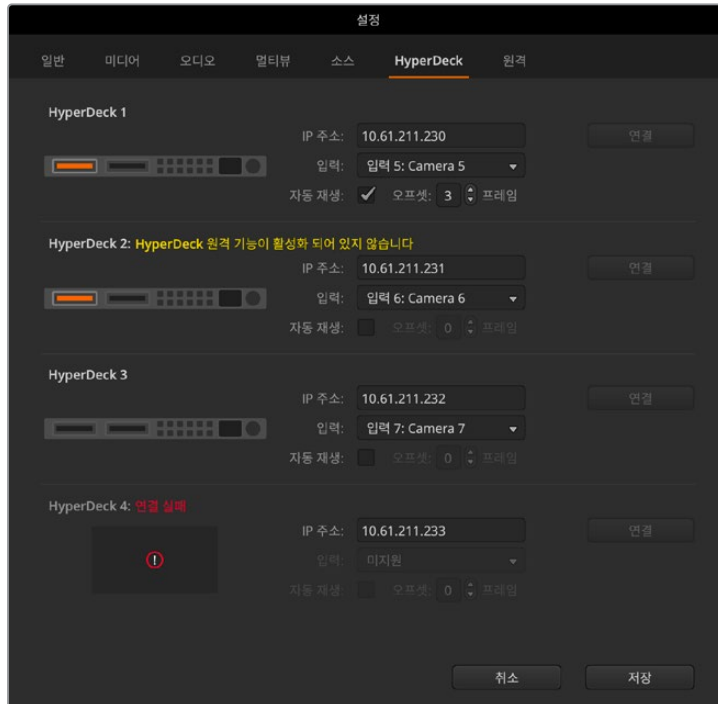 설정
일반 미디어 오디오 멀티뷰 소스 HyperDeck 원격
HyperDeck 1
IP 주소: 10.61.211.230 연결
입력: 입력 5: Camera 5
자동 재생: 오프셋: 3 프레임
HyperDeck 2: HyperDeck 원격 기능이 활성화 되어 있지 않습니다
IP 주소: 10.61.211.231 연결
입력: 입력 6: Camera 6
자동 재생: 오프셋: 0 프레임
HyperDeck 3
IP 주소: 10.61.211.232 연결
입력: 입력 7: Camera 7
자동 재생: 오프셋: 0 프레임
HyperDeck 4: 연결 실패
IP 주소: 10.61.211.233 연결
입력: 미지원
자동 재생: 오프셋: 0 프레임
취소 저장